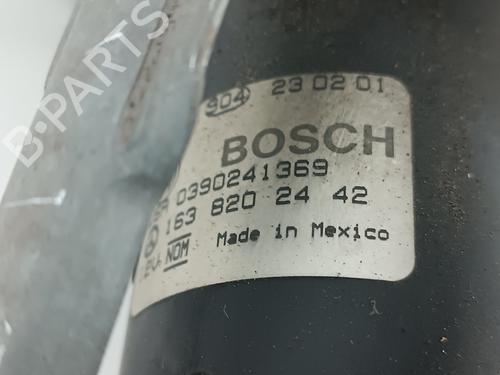 B-PARTS
904 23 02 01
BOSCH
0390241369
163 820 24 42
NOM
Made in Mexico